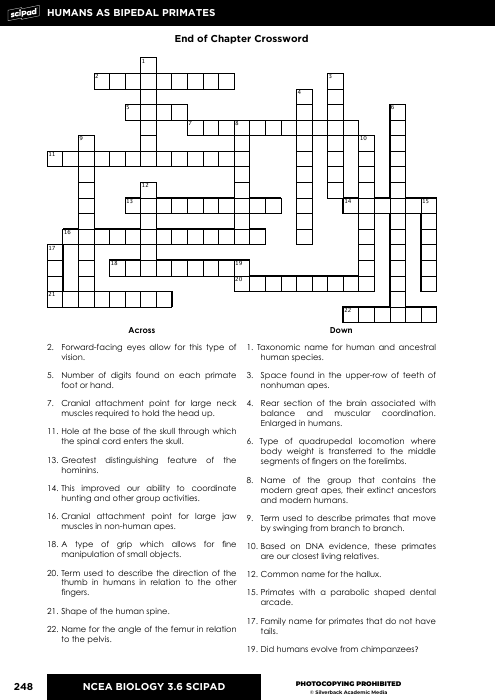 scipad HUMANS AS BIPEDAL PRIMATES
End of Chapter Crossword
1
2
3
4
5
6
7
8
9
10
11
12
13
14
15
16
17
18
19
20
21
22
Across
2. Forward-facing eyes allow for this type of
vision.
5. Number of digits found on each primate
foot or hand.
7. Cranial attachment point for large neck
muscles required to hold the head up.
11. Hole at the base of the skull through which
the spinal cord enters the skull.
13. Greatest distinguishing feature of the
hominins.
14. This improved our ability to coordinate
hunting and other group activities.
16. Cranial attachment point for large jaw
muscles in non-human apes.
18. A type of grip which allows for fine
manipulation of small objects.
20. Term used to describe the direction of the
thumb in humans in relation to the other
fingers.
21. Shape of the human spine.
22. Name for the angle of the femur in relation
to the pelvis.
Down
1. Taxonomic name for human and ancestral
human species.
3. Space found in the upper-row of teeth of
nonhuman apes.
4. Rear section of the brain associated with
balance and muscular coordination.
Enlarged in humans.
6. Type of quadrupedal locomotion where
body weight is transferred to the middle
segments of fingers on the forelimbs.
8. Name of the group that contains the
modern great apes, their extinct ancestors
and modern humans.
9. Term used to describe primates that move
by swinging from branch to branch.
10. Based on DNA evidence, these primates
are our closest living relatives.
12. Common name for the hallux.
15. Primates with a parabolic shaped dental
arcade.
17. Family name for primates that do not have
tails.
19. Did humans evolve from chimpanzees?
248 NCEA BIOLOGY 3.6 SCIPAD
PHOTOCOPYING PROHIBITED
© Silverback Academic Media